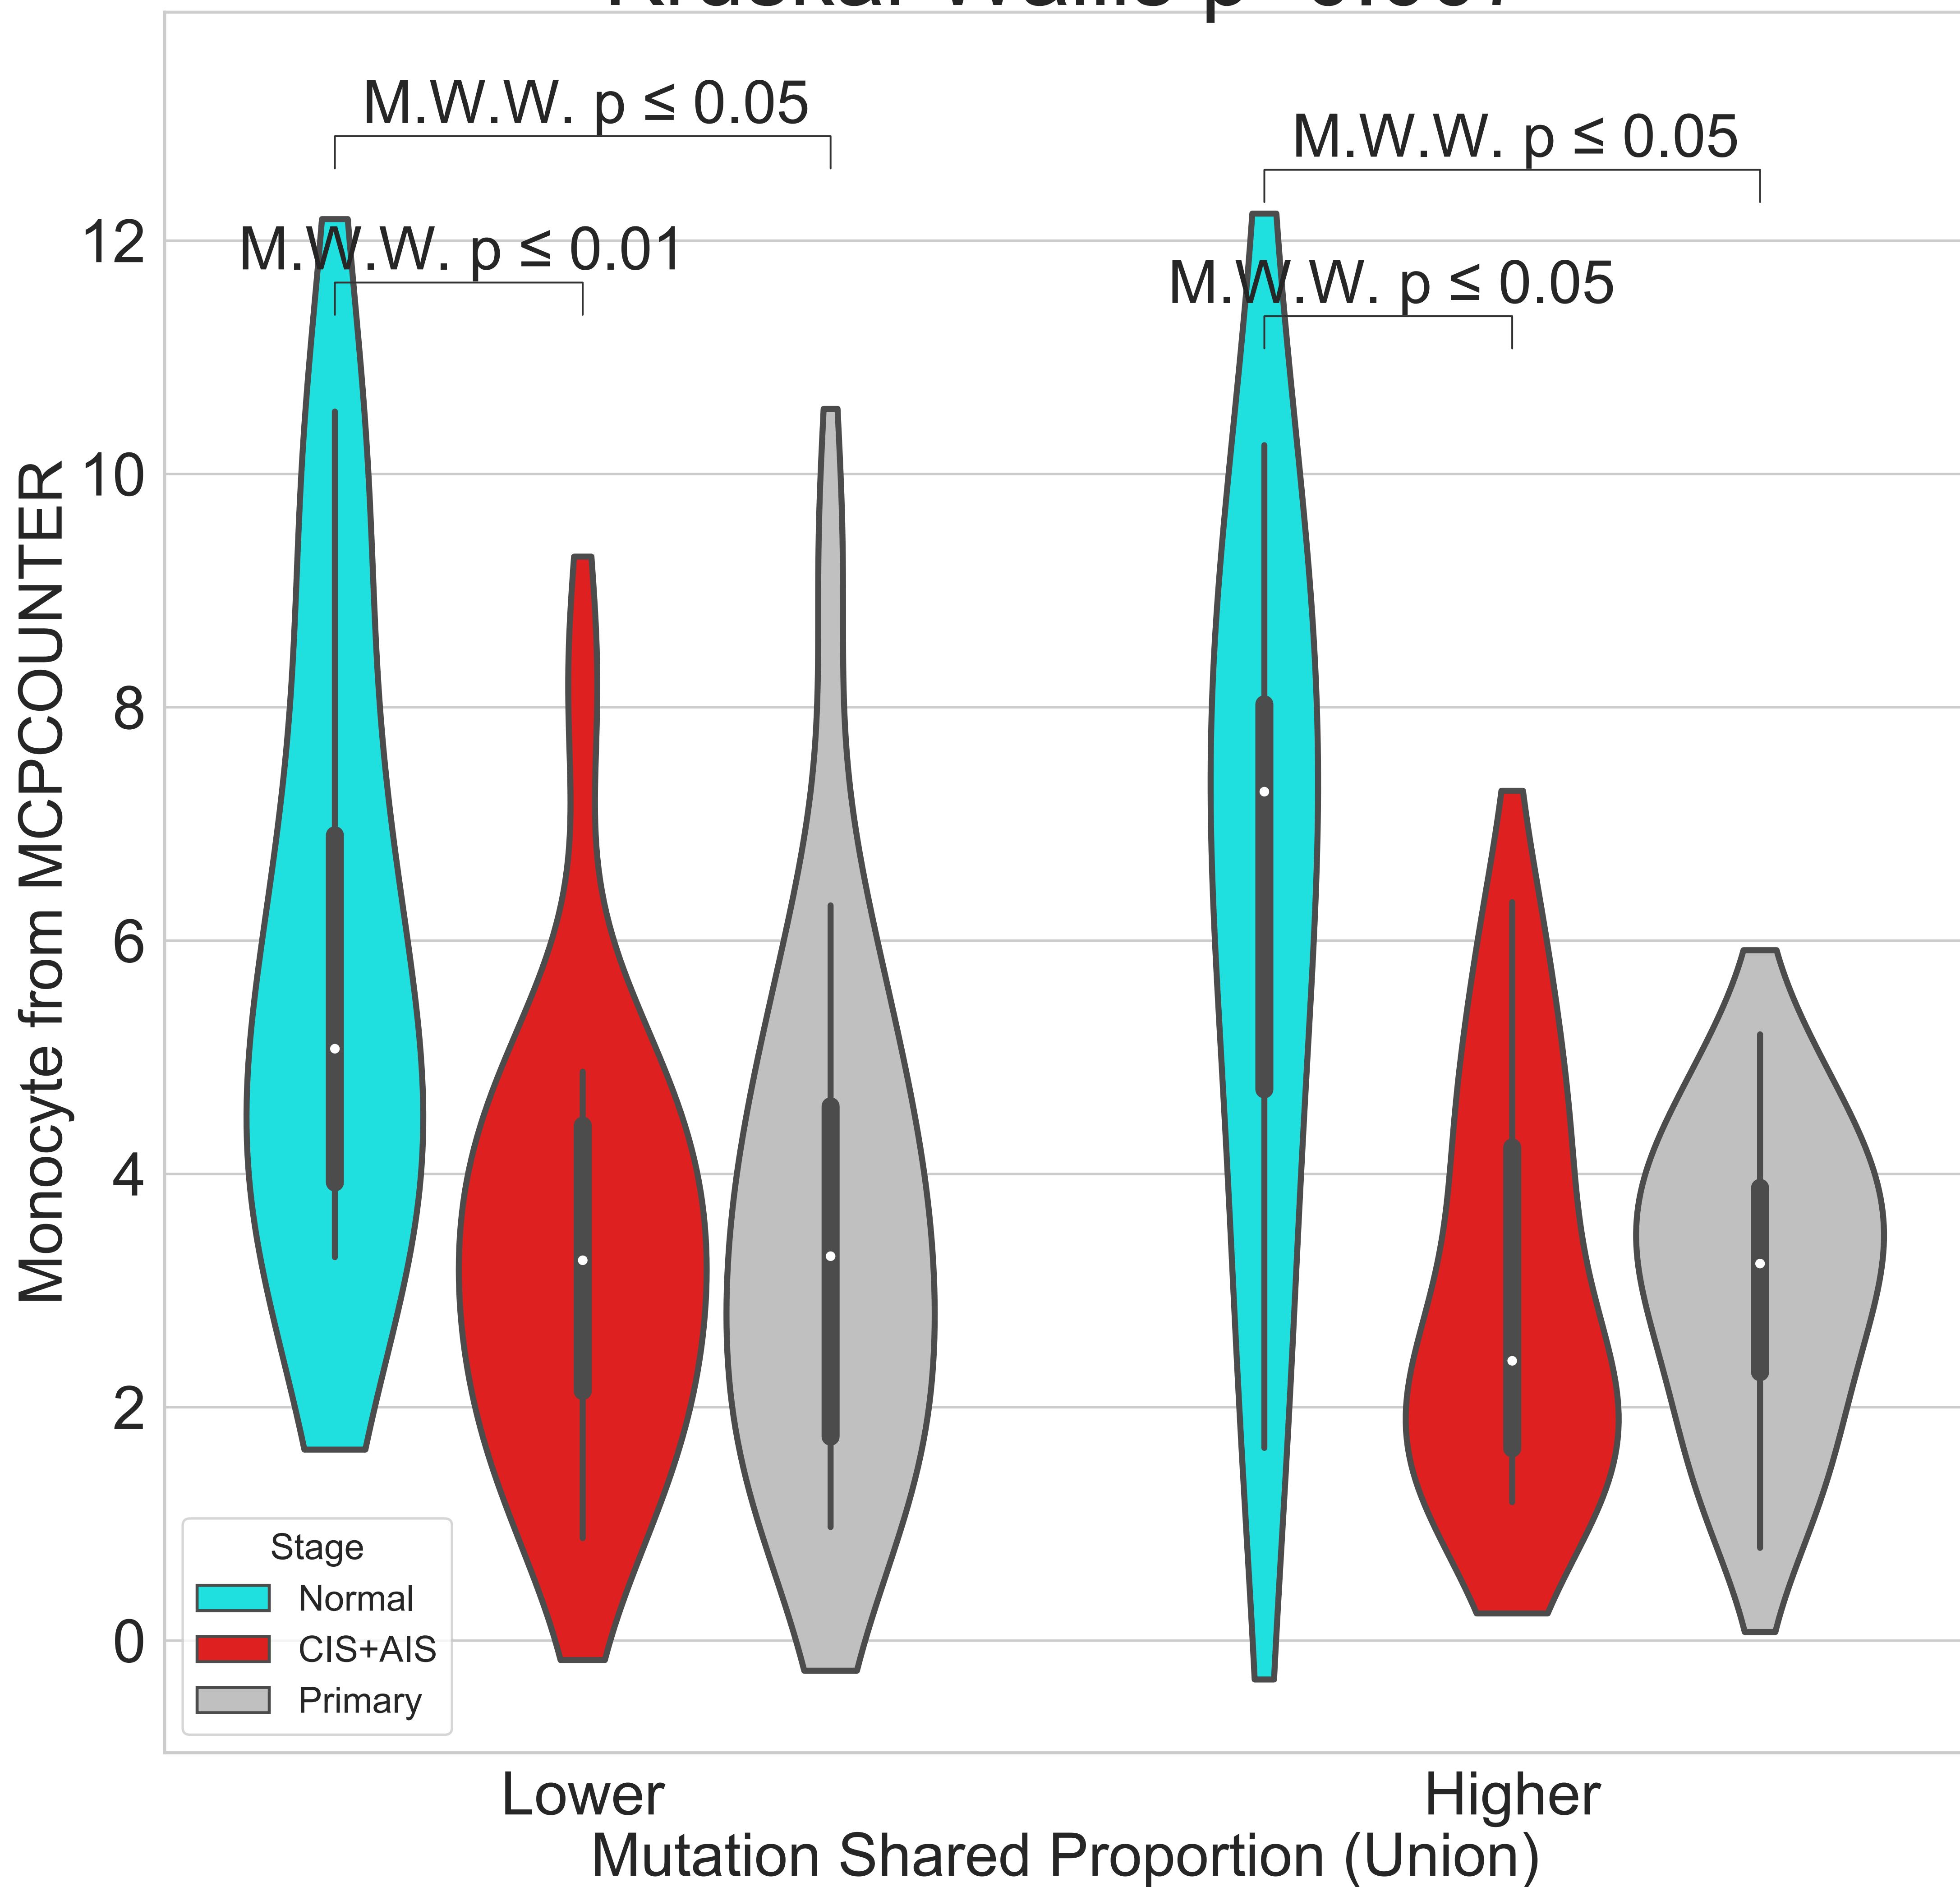 M.W.W. p ≤ 0.05
M.W.W. p ≤ 0.05
M.W.W. p ≤ 0.01
M.W.W. p ≤ 0.05
Monocyte from MCPCOUNTER
12
10
8
6
4
2
0
Stage
Normal
CIS+AIS
Primary
Lower
Higher
Mutation Shared Proportion (Union)